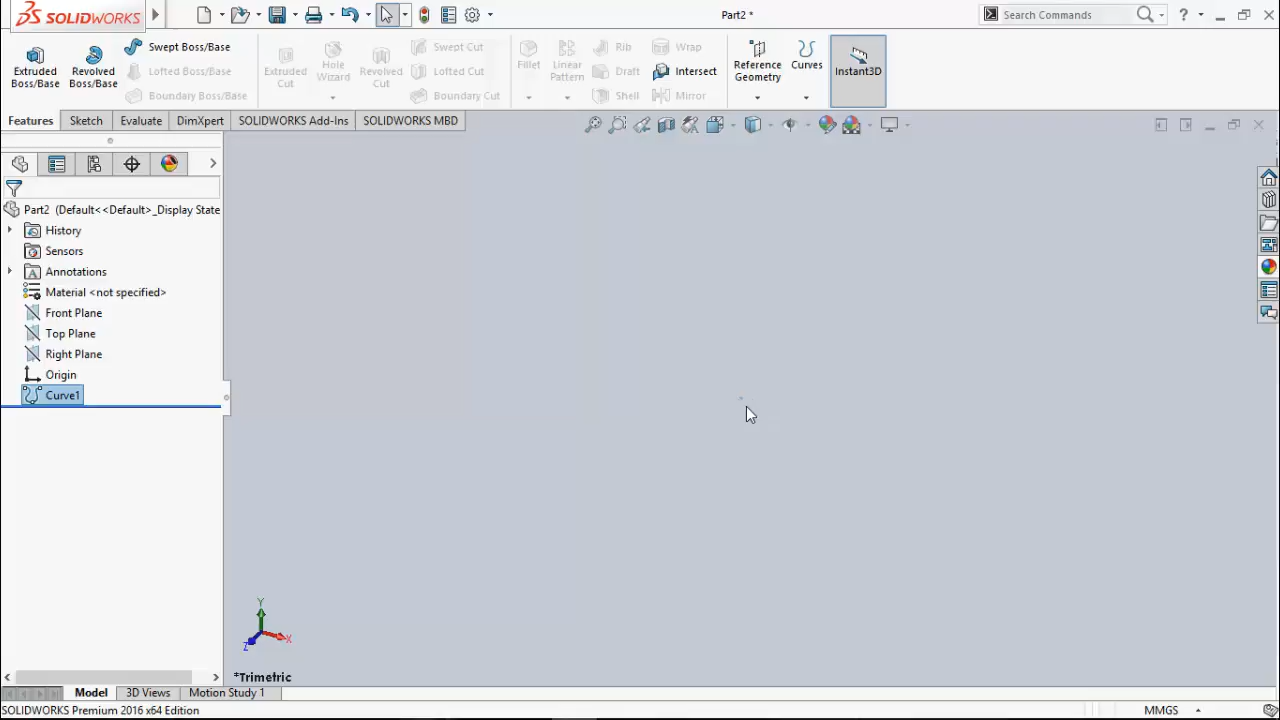 SOLIDWORKS
Part2 *
Search Commands
Extruded Boss/Base
Revolved Boss/Base
Swept Boss/Base
Lofted Boss/Base
Boundary Boss/Base
Extruded Cut
Hole Wizard
Revolved Cut
Swept Cut
Lofted Cut
Boundary Cut
Fillet
Linear Pattern
Rib
Draft
Shell
Wrap
Intersect
Mirror
Reference Geometry
Curves
Instant3D
Features
Sketch
Evaluate
DimXpert
SOLIDWORKS Add-Ins
SOLIDWORKS MBD
Part2 (Default<<Default>_Display State
History
Sensors
Annotations
Material <not specified>
Front Plane
Top Plane
Right Plane
Origin
Curve1
Y
X
Z
*Trimetric
Model
3D Views
Motion Study 1
SOLIDWORKS Premium 2016 x64 Edition
MMGS